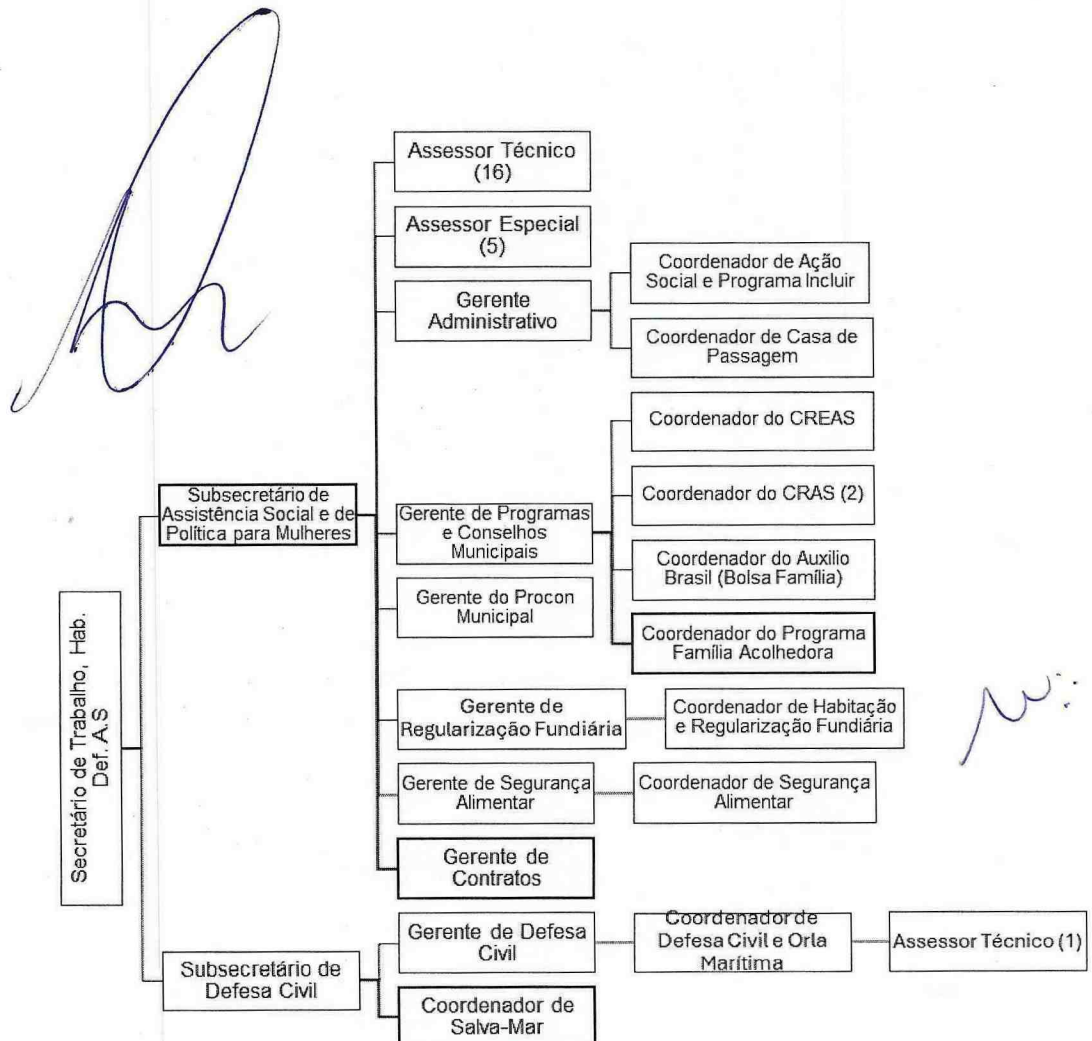 Assessor Técnico
(16)
Assessor Especial
(5)
Gerente
Administrativo
Coordenador de Ação
Social e Programa Incluir
Coordenador de Casa de
Passagem
Coordenador do CREAS
Subsecretário de
Assistência Social e de
Política para Mulheres
Gerente de Programas
e Conselhos
Municipais
Coordenador do CRAS (2)
Coordenador do Auxilio
Brasil (Bolsa Família)
Gerente do Procon
Municipal
Coordenador do Programa
Família Acolhedora
Secretário de Trabalho, Hab.
Def. A.S
Gerente de
Regularização Fundiária
Coordenador de Habitação
e Regularização Fundiária
Gerente de Segurança
Alimentar
Coordenador de Segurança
Alimentar
Gerente de
Contratos
Subsecretário de
Defesa Civil
Gerente de Defesa
Civil
Coordenador de
Defesa Civil e Orla
Marítima
Assessor Técnico (1)
Coordenador de
Salva-Mar